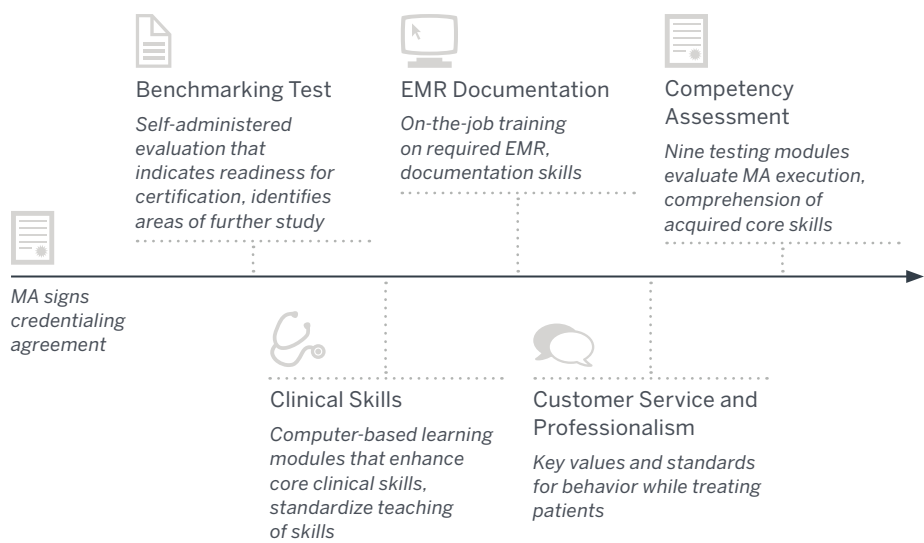 Benchmarking Test
Self-administered
evaluation that
indicates readiness for
certification, identifies
areas of further study
EMR Documentation
On-the-job training
on required EMR,
documentation skills
Competency
Assessment
Nine testing modules
evaluate MA execution,
comprehension of
acquired core skills
MA signs
credentialing
agreement
Clinical Skills
Computer-based learning
modules that enhance
core clinical skills,
standardize teaching
of skills
Customer Service and
Professionalism
Key values and standards
for behavior while treating
patients